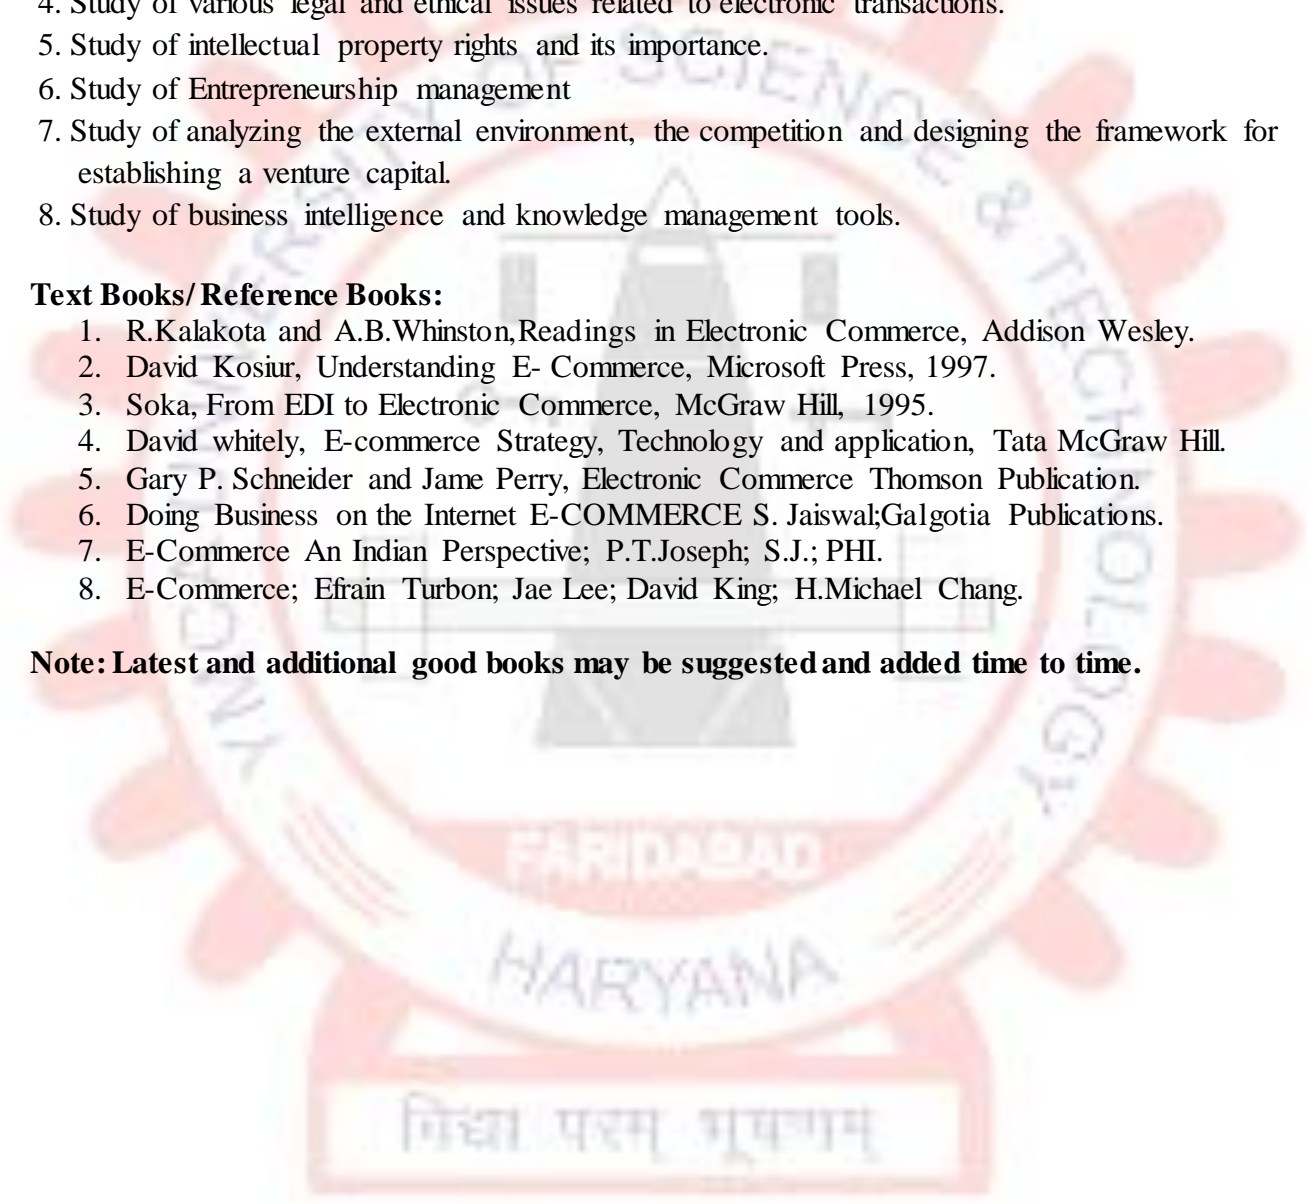 4. Study of various legal and ethical issues related to electronic transactions.
5. Study of intellectual property rights and its importance.
6. Study of Entrepreneurship management
7. Study of analyzing the external environment, the competition and designing the framework for
establishing a venture capital.
8. Study of business intelligence and knowledge management tools.
Text Books/ Reference Books:
1. R.Kalakota and A.B.Whinston,Readings in Electronic Commerce, Addison Wesley.
2. David Kosiur, Understanding E- Commerce, Microsoft Press, 1997.
3. Soka, From EDI to Electronic Commerce, McGraw Hill, 1995.
4. David whitely, E-commerce Strategy, Technology and application, Tata McGraw Hill.
5. Gary P. Schneider and Jame Perry, Electronic Commerce Thomson Publication.
6. Doing Business on the Internet E-COMMERCE S. Jaiswal;Galgotia Publications.
7. E-Commerce An Indian Perspective; P.T.Joseph; S.J.; PHI.
8. E-Commerce; Efrain Turbon; Jae Lee; David King; H.Michael Chang.
Note: Latest and additional good books may be suggested and added time to time.
YMCA UNIVERSITY OF SCIENCE & TECHNOLOGY
FARIDABAD
HARYANA
विद्या परम् भूषणम्